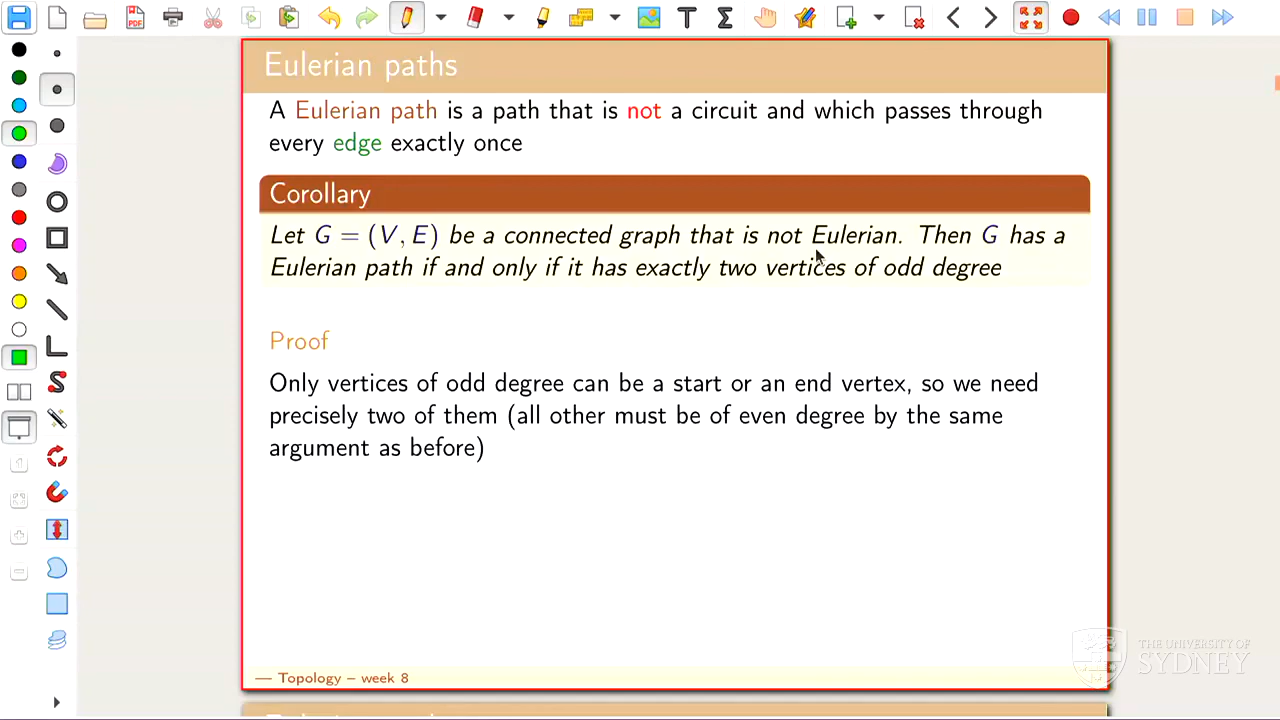 Eulerian paths
A Eulerian path is a path that is not a circuit and which passes through
every edge exactly once
Corollary
Let G = (V, E) be a connected graph that is not Eulerian. Then G has a
Eulerian path if and only if it has exactly two vertices of odd degree
Proof
Only vertices of odd degree can be a start or an end vertex, so we need
precisely two of them (all other must be of even degree by the same
argument as before)
THE UNIVERSITY OF
SYDNEY
— Topology – week 8